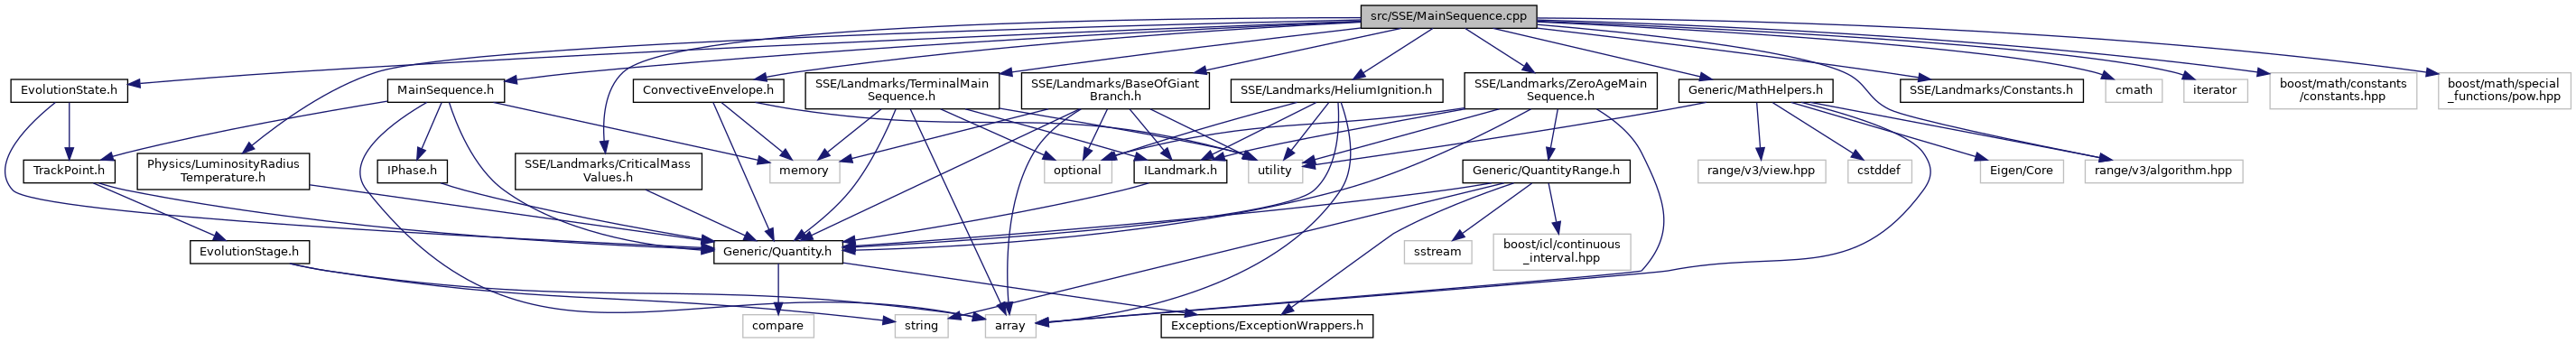 src/SSE/MainSequence.cpp
EvolutionState.h
MainSequence.h
ConvectiveEnvelope.h
SSE/Landmarks/TerminalMain
Sequence.h
SSE/Landmarks/BaseOfGiant
Branch.h
SSE/Landmarks/HeliumIgnition.h
SSE/Landmarks/ZeroAgeMain
Sequence.h
Generic/MathHelpers.h
SSE/Landmarks/Constants.h
cmath
iterator
boost/math/constants
/constants.hpp
boost/math/special
_functions/pow.hpp
TrackPoint.h
Physics/LuminosityRadius
Temperature.h
IPhase.h
SSE/Landmarks/CriticalMass
Values.h
memory
optional
ILandmark.h
utility
Generic/QuantityRange.h
range/v3/view.hpp
cstddef
Eigen/Core
range/v3/algorithm.hpp
EvolutionStage.h
Generic/Quantity.h
sstream
boost/icl/continuous
_interval.hpp
compare
string
array
Exceptions/ExceptionWrappers.h